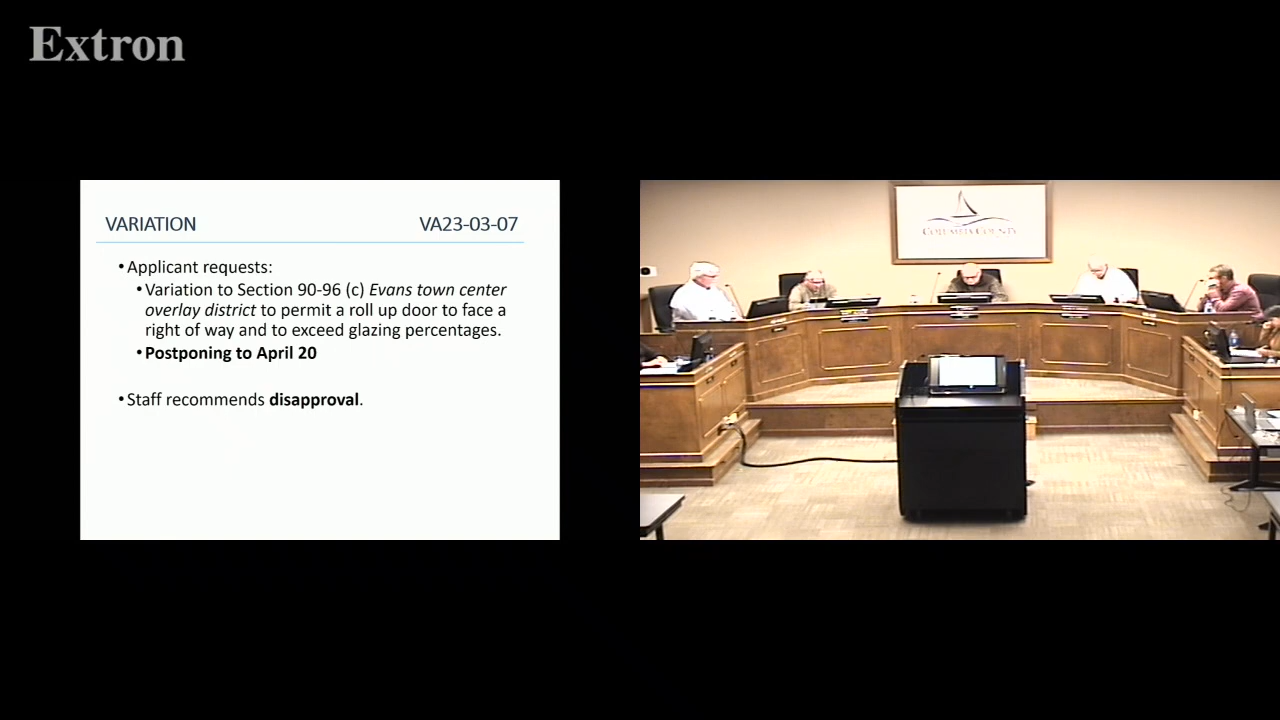 Extron
VARIATION VA23-03-07
•Applicant requests:
•Variation to Section 90-96 (c) Evans town center
overlay district to permit a roll up door to face a
right of way and to exceed glazing percentages.
•Postponing to April 20
•Staff recommends disapproval.
COLUMBIA COUNTY